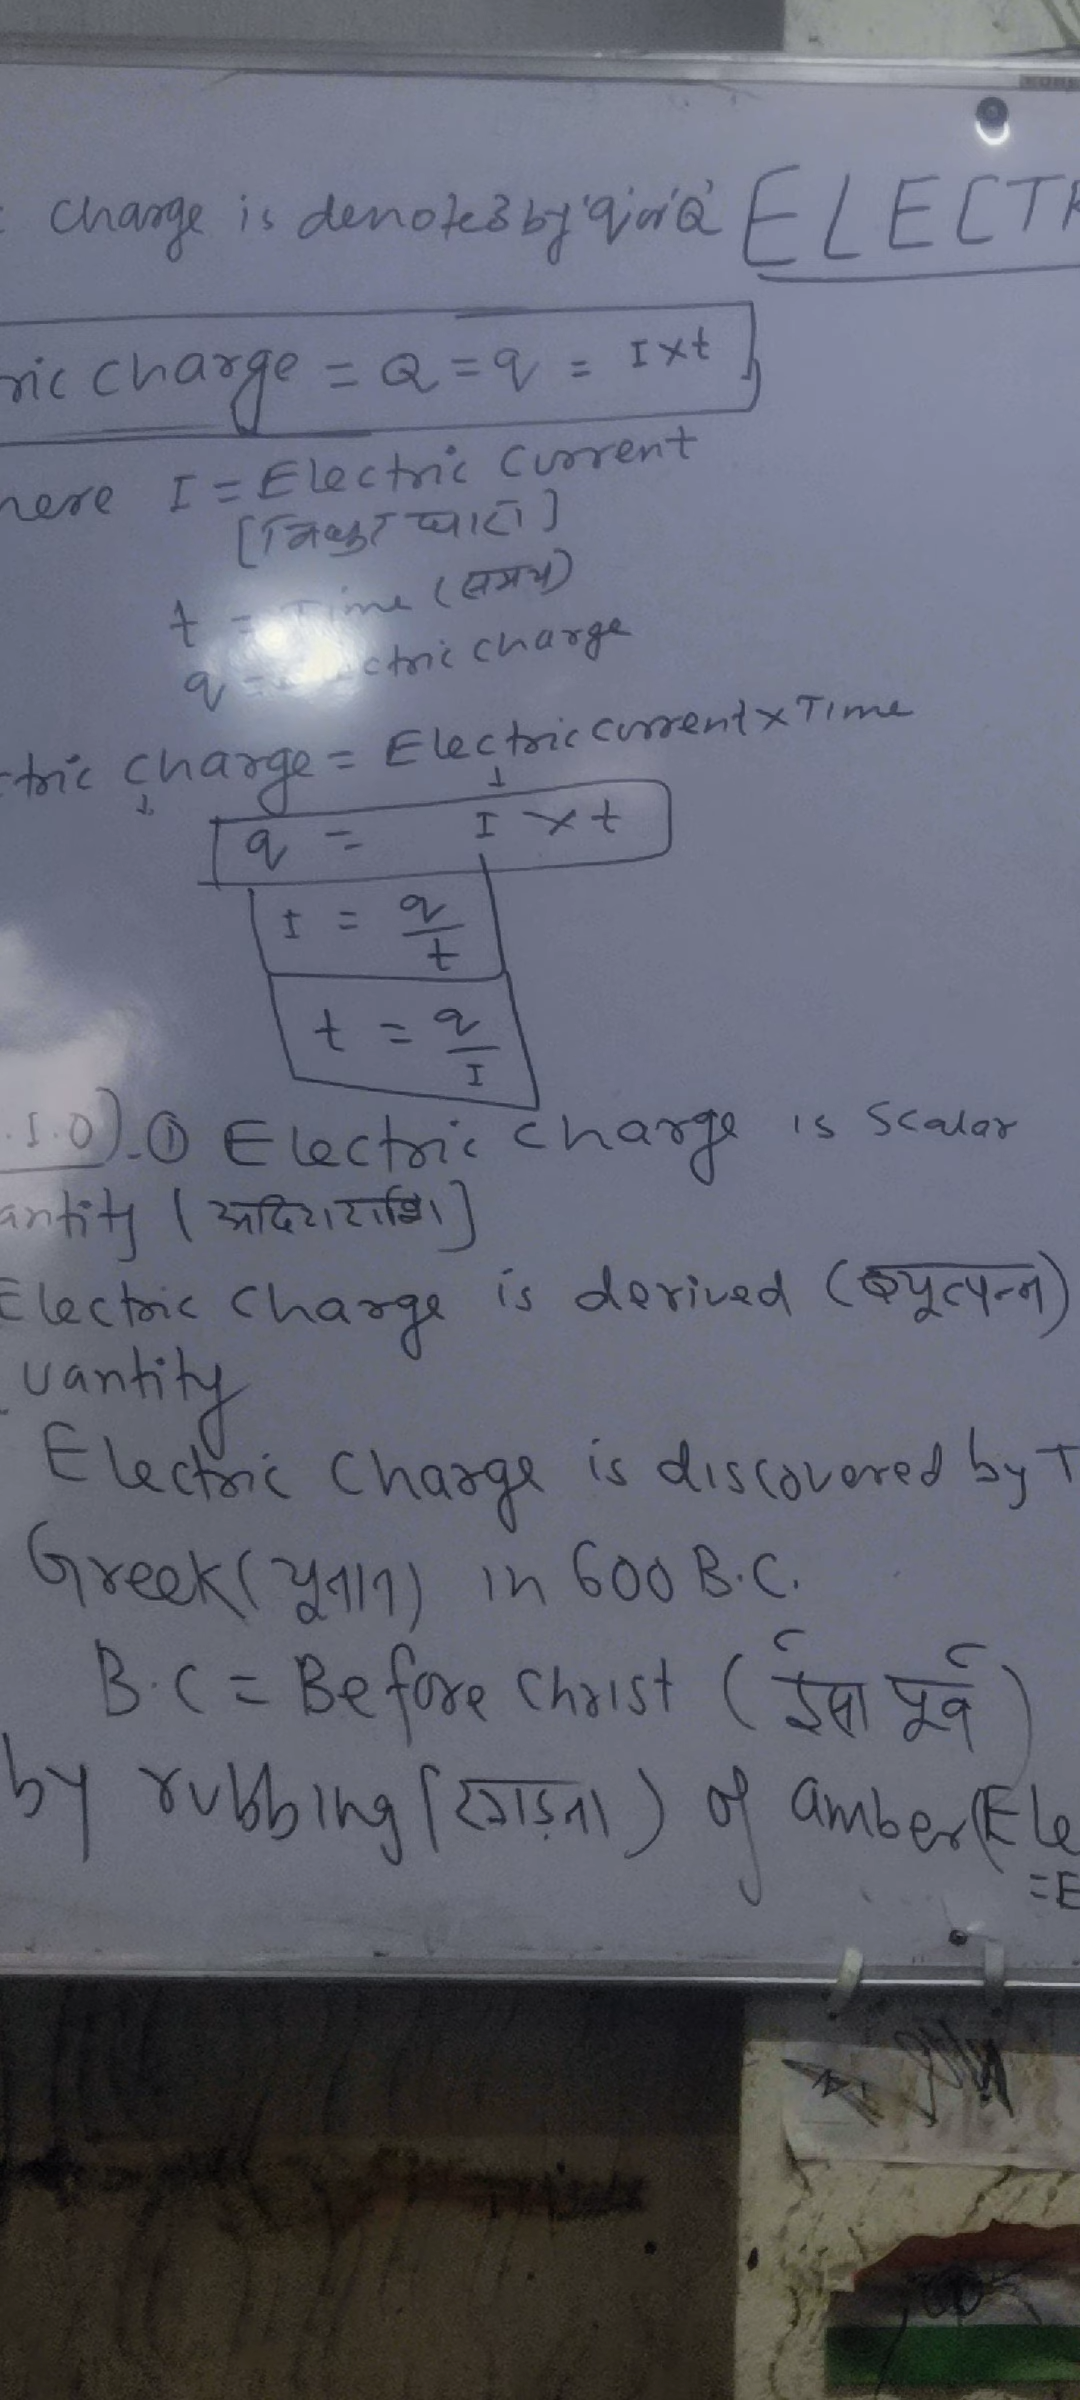 charge is denoted by 'q' or 'Q' ELECTR
ric charge = Q = q = I x t
here I = Electric Current
[विद्युत धारा]
t = Time (समय)
q = ctric charge
ctric charge = Electric current x Time
q = I x t
I = q/t
t = q/I
.I.O). ① Electric charge is Scalar
antity [अदिश राशि]
Electric charge is derived (व्युत्पन्न)
uantity
Electric charge is discovered by T
Greek (यूनान) in 600 B.C.
B.C = Before Christ (ईसा पूर्व)
by rubbing (रगड़ना) of amber (Ele
= E